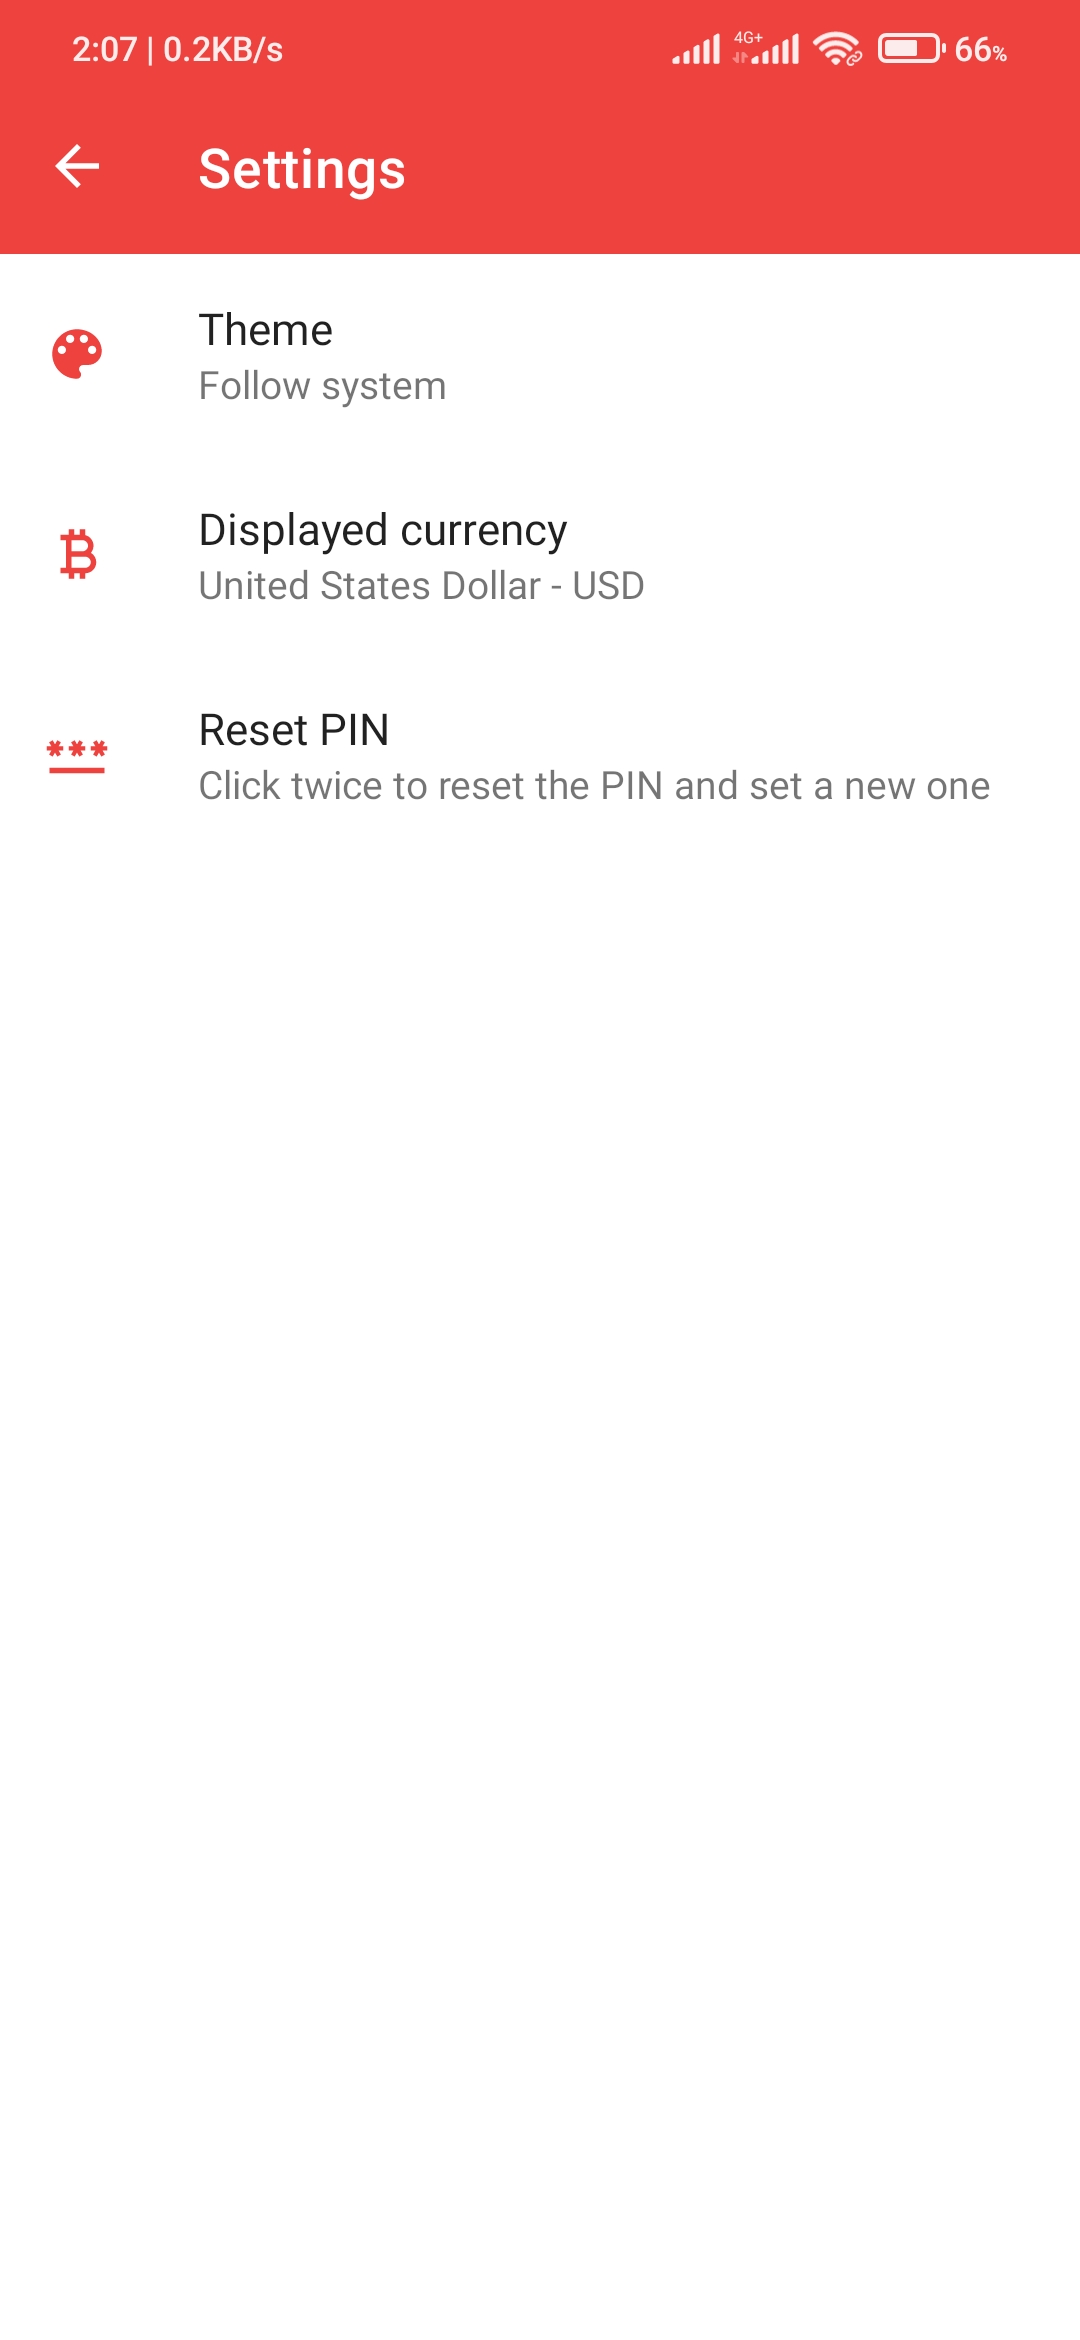 2:07 | 0.2KB/s 4G+ 66%
Settings
Theme
Follow system
Displayed currency
United States Dollar - USD
Reset PIN
Click twice to reset the PIN and set a new one